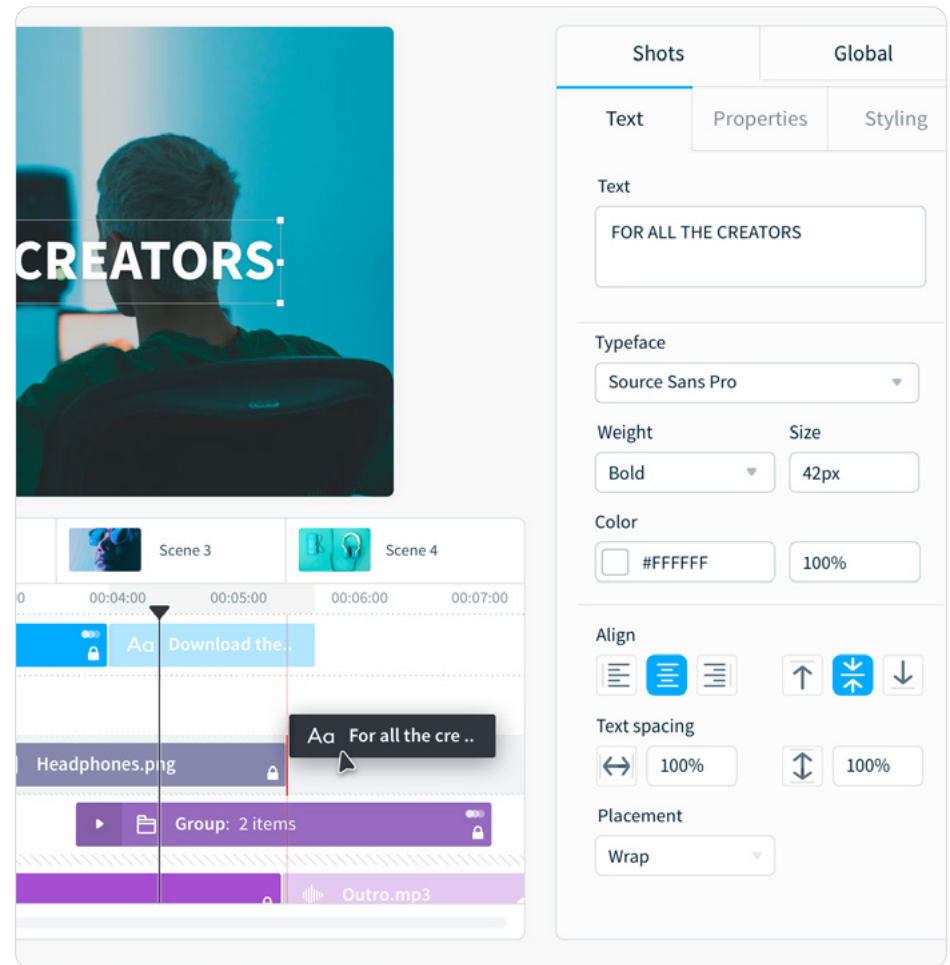 CREATORS
Shots Global
Text Properties Styling
Text
FOR ALL THE CREATORS
Typeface
Source Sans Pro
Weight Size
Bold 42px
Color
#FFFFFF 100%
Align
Text spacing
100% 100%
Placement
Wrap
Scene 3 Scene 4
0 00:04:00 00:05:00 00:06:00 00:07:00
Aa Download the..
Aa For all the cre ..
Headphones.png
Group: 2 items
Outro.mp3